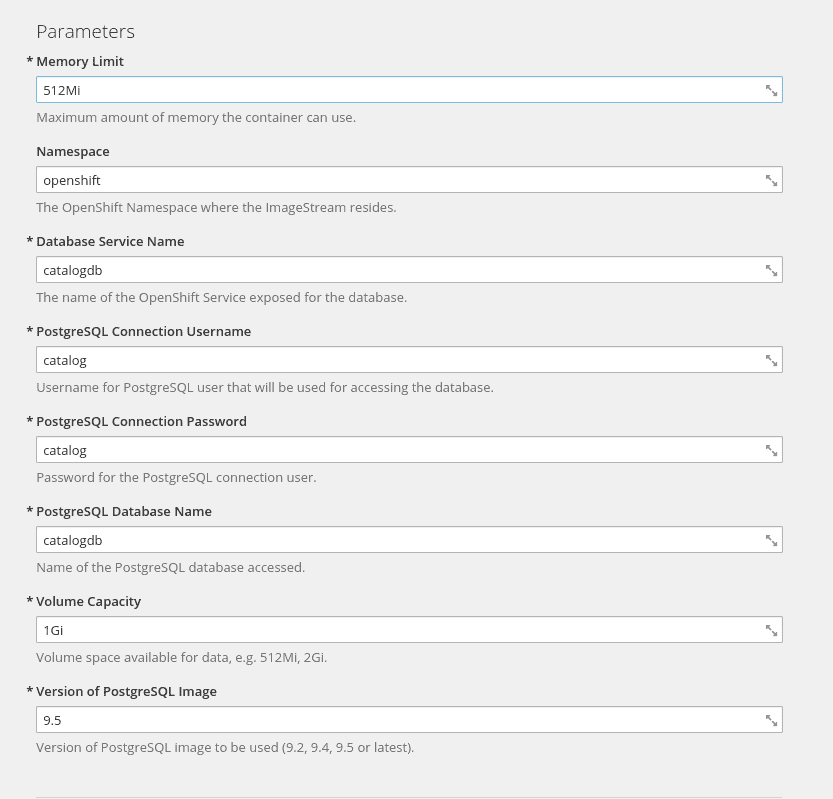 Parameters
* Memory Limit
512Mi
Maximum amount of memory the container can use.
Namespace
openshift
The OpenShift Namespace where the ImageStream resides.
* Database Service Name
catalogdb
The name of the OpenShift Service exposed for the database.
* PostgreSQL Connection Username
catalog
Username for PostgreSQL user that will be used for accessing the database.
* PostgreSQL Connection Password
catalog
Password for the PostgreSQL connection user.
* PostgreSQL Database Name
catalogdb
Name of the PostgreSQL database accessed.
* Volume Capacity
1Gi
Volume space available for data, e.g. 512Mi, 2Gi.
* Version of PostgreSQL Image
9.5
Version of PostgreSQL image to be used (9.2, 9.4, 9.5 or latest).